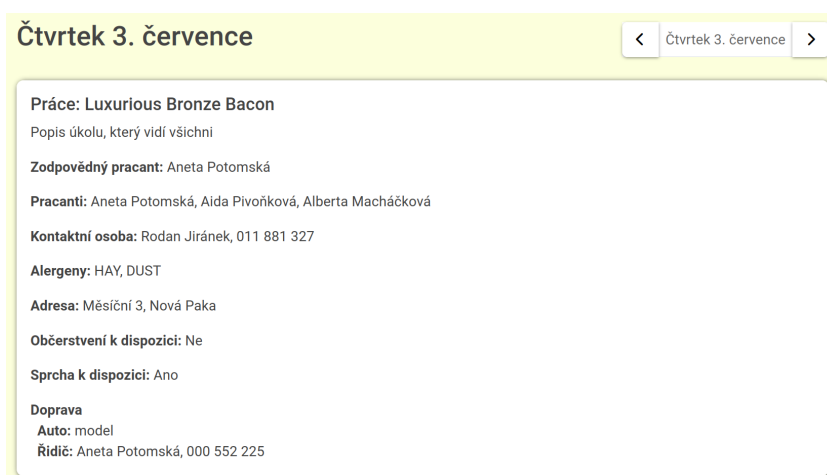 Čtvrtek 3. července
Čtvrtek 3. července
Práce: Luxurious Bronze Bacon
Popis úkolu, který vidí všichni
Zodpovědný pracant: Aneta Potomská
Pracanti: Aneta Potomská, Aida Pivoňková, Alberta Macháčková
Kontaktní osoba: Rodan Jiránek, 011 881 327
Alergeny: HAY, DUST
Adresa: Měsíční 3, Nová Paka
Občerstvení k dispozici: Ne
Sprcha k dispozici: Ano
Doprava
Auto: model
Řidič: Aneta Potomská, 000 552 225